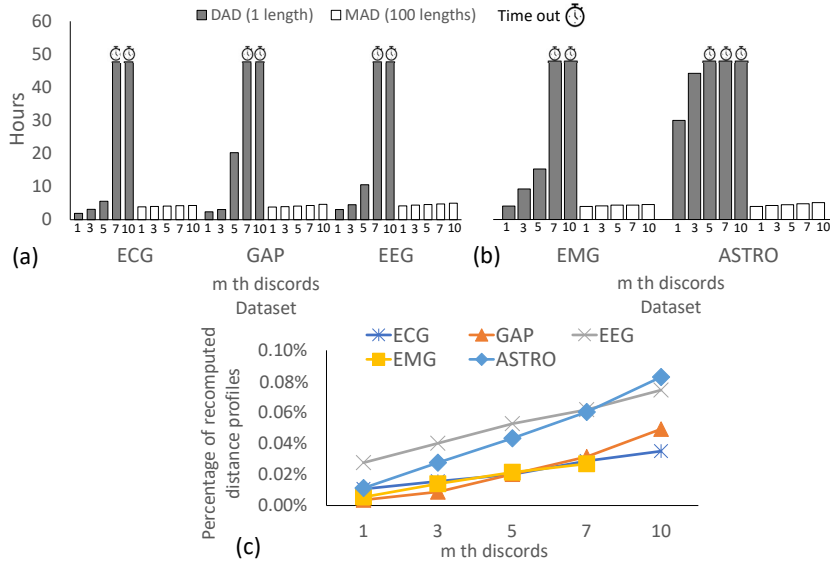 DAD (1 length) MAD (100 lengths) Time out
60
50
40
30
20
10
0
Hours
1 3 5 7 10 1 3 5 7 10 1 3 5 7 10 1 3 5 7 10 1 3 5 7 10 1 3 5 7 10
1 3 5 7 10 1 3 5 7 10 1 3 5 7 10 1 3 5 7 10
(a) ECG GAP EEG
(b) EMG ASTRO
m th discords
Dataset
m th discords
Dataset
ECG GAP EEG
EMG ASTRO
Percentage of recomputed
distance profiles
0.10%
0.08%
0.06%
0.04%
0.02%
0.00%
1 3 5 7 10
(c) m th discords